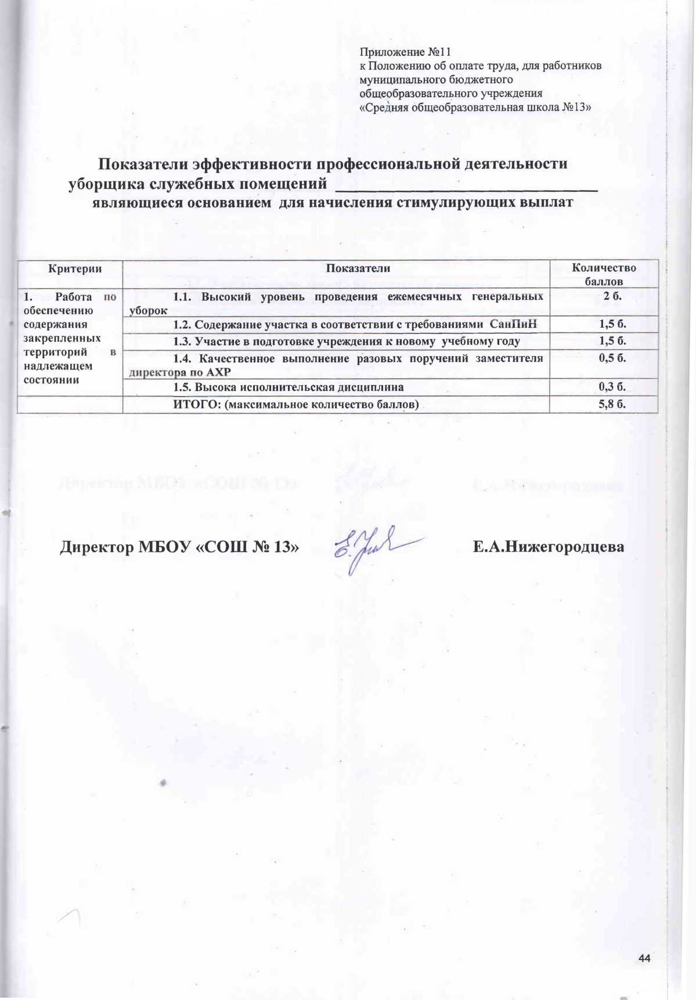 Приложение №11
к Положению об оплате труда, для работников
муниципального бюджетного
общеобразовательного учреждения
«Средняя общеобразовательная школа №13»
Показатели эффективности профессиональной деятельности
уборщика служебных помещений ________________________________
являющиеся основанием для начисления стимулирующих выплат
Критерии
Показатели
Количество
баллов
1. Работа по
обеспечению
содержания
закрепленных
территорий в
надлежащем
состоянии
1.1. Высокий уровень проведения ежемесячных генеральных
уборок
2 б.
1.2. Содержание участка в соответствии с требованиями СанПиН
1,5 б.
1.3. Участие в подготовке учреждения к новому учебному году
1,5 б.
1.4. Качественное выполнение разовых поручений заместителя
директора по АХР
0,5 б.
1.5. Высока исполнительская дисциплина
0,3 б.
ИТОГО: (максимальное количество баллов)
5,8 б.
Директор МБОУ «СОШ № 13»
Е.А.Нижегородцева
44